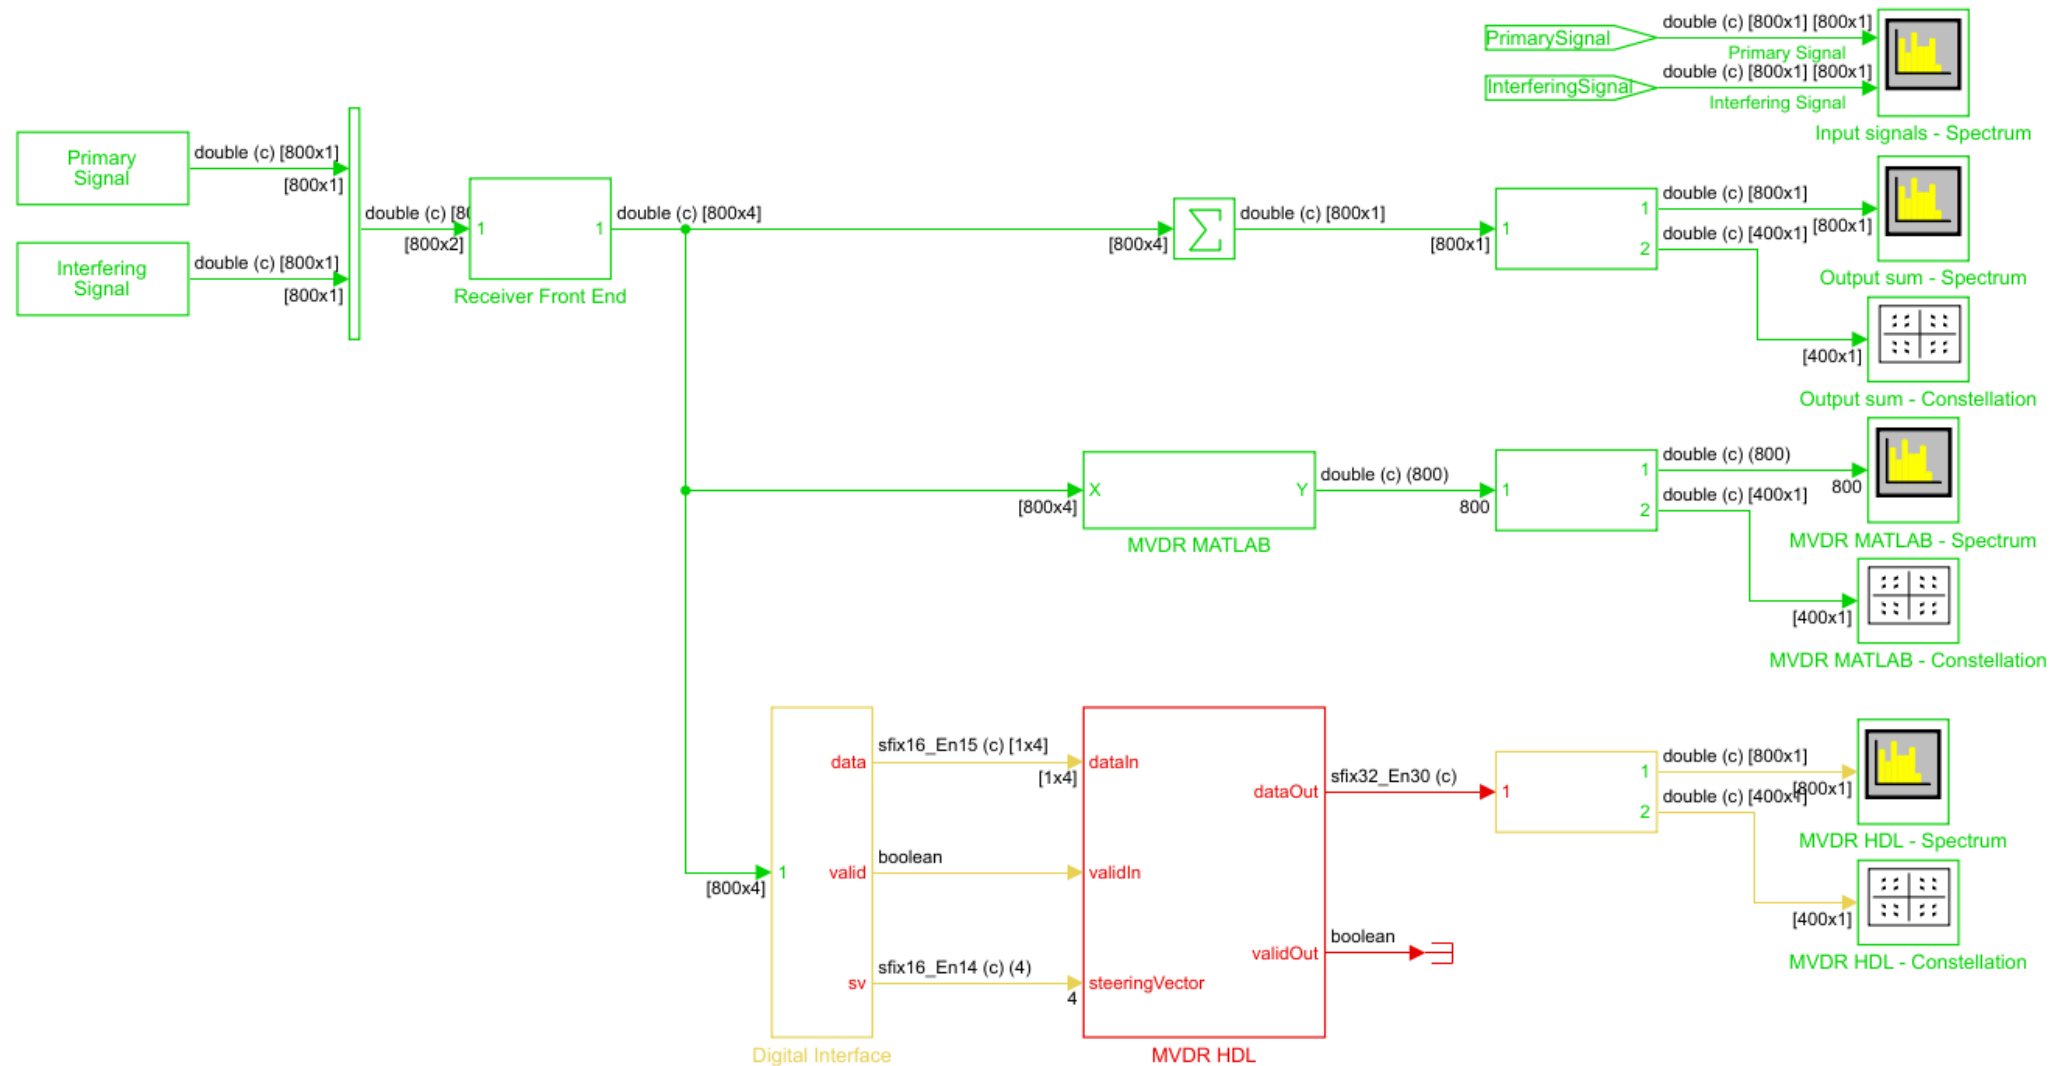 PrimarySignal
double (c) [800x1] [800x1]
Primary Signal
InterferingSignal
double (c) [800x1] [800x1]
Interfering Signal
Input signals - Spectrum
Primary
Signal
double (c) [800x1]
[800x1]
Interfering
Signal
double (c) [800x1]
[800x1]
double (c) [80
[800x2]
1
1
Receiver Front End
double (c) [800x4]
[800x4]
double (c) [800x1]
[800x1]
1
1
2
double (c) [800x1]
[800x1]
double (c) [400x1]
Output sum - Spectrum
[400x1]
Output sum - Constellation
[800x4]
X
Y
MVDR MATLAB
double (c) (800)
800
1
1
2
double (c) (800)
800
double (c) [400x1]
MVDR MATLAB - Spectrum
[400x1]
MVDR MATLAB - Constellation
[800x4]
1
data
valid
sv
Digital Interface
sfix16_En15 (c) [1x4]
[1x4]
boolean
sfix16_En14 (c) (4)
4
dataIn
validIn
steeringVector
dataOut
validOut
MVDR HDL
sfix32_En30 (c)
boolean
1
1
2
double (c) [800x1]
[800x1]
double (c) [400x1]
MVDR HDL - Spectrum
[400x1]
MVDR HDL - Constellation